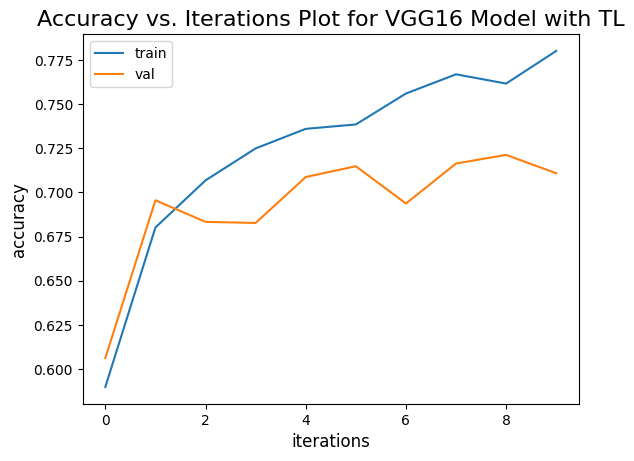 Accuracy vs. Iterations Plot for VGG16 Model with TL
train
val
accuracy
0.775
0.750
0.725
0.700
0.675
0.650
0.625
0.600
0 2 4 6 8
iterations